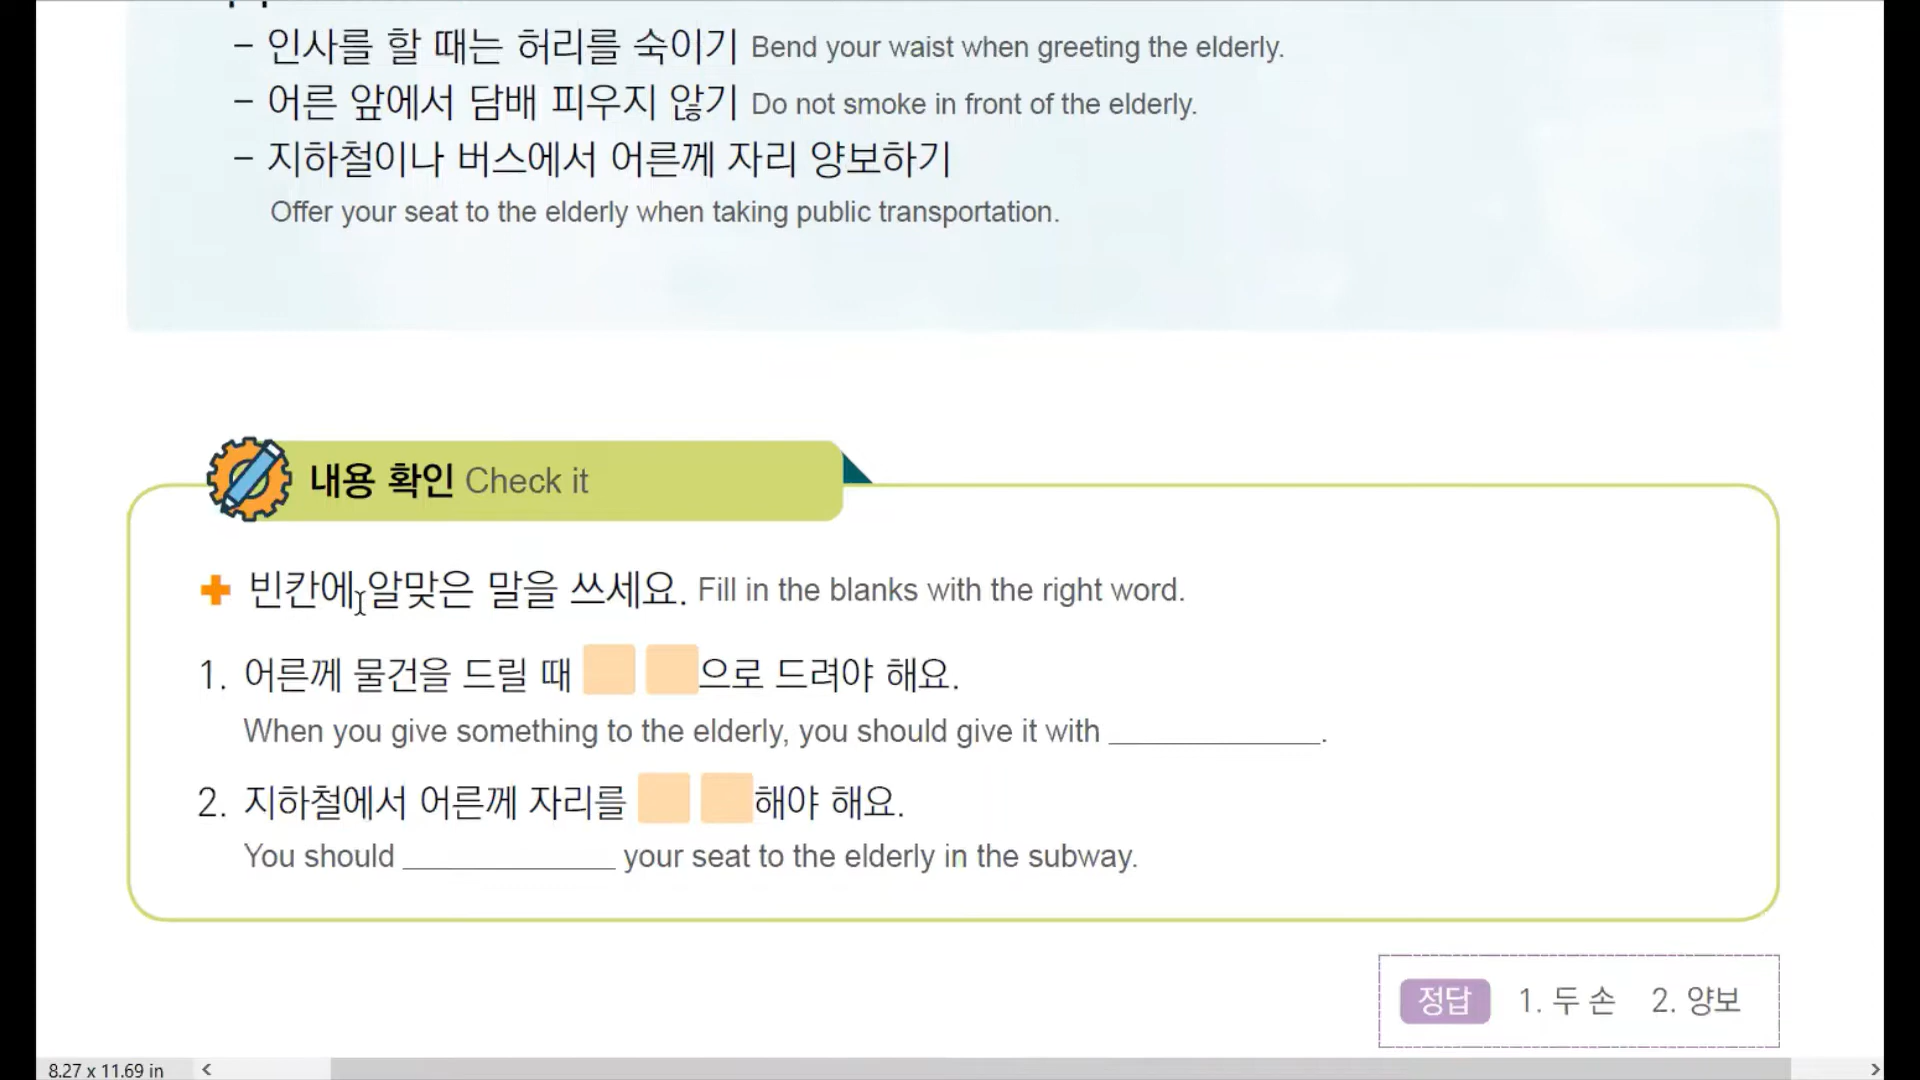 – 인사를 할 때는 허리를 숙이기 Bend your waist when greeting the elderly.
– 어른 앞에서 담배 피우지 않기 Do not smoke in front of the elderly.
– 지하철이나 버스에서 어른께 자리 양보하기
Offer your seat to the elderly when taking public transportation.
내용 확인 Check it
빈칸에 알맞은 말을 쓰세요. Fill in the blanks with the right word.
1. 어른께 물건을 드릴 때 으로 드려야 해요.
When you give something to the elderly, you should give it with _____________.
2. 지하철에서 어른께 자리를 해야 해요.
You should _____________ your seat to the elderly in the subway.
정답 1. 두 손 2. 양보
8.27 x 11.69 in